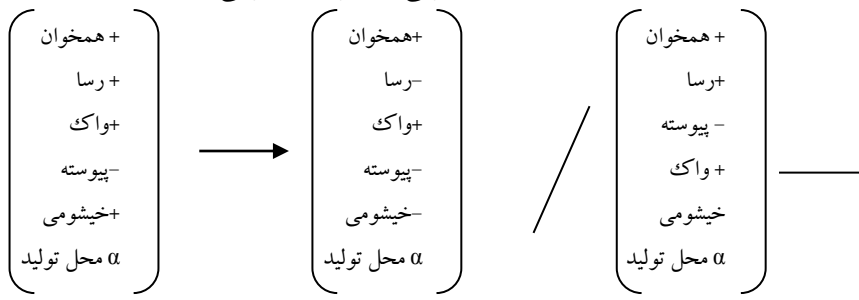 + همخوان
+ رسا
+واک
–پیوسته
+خیشومی
α محل تولید
+همخوان
–رسا
+واک
–پیوسته
–خیشومی
α محل تولید
+ همخوان
+رسا
– پیوسته
+ واک
خیشومی
α محل تولید